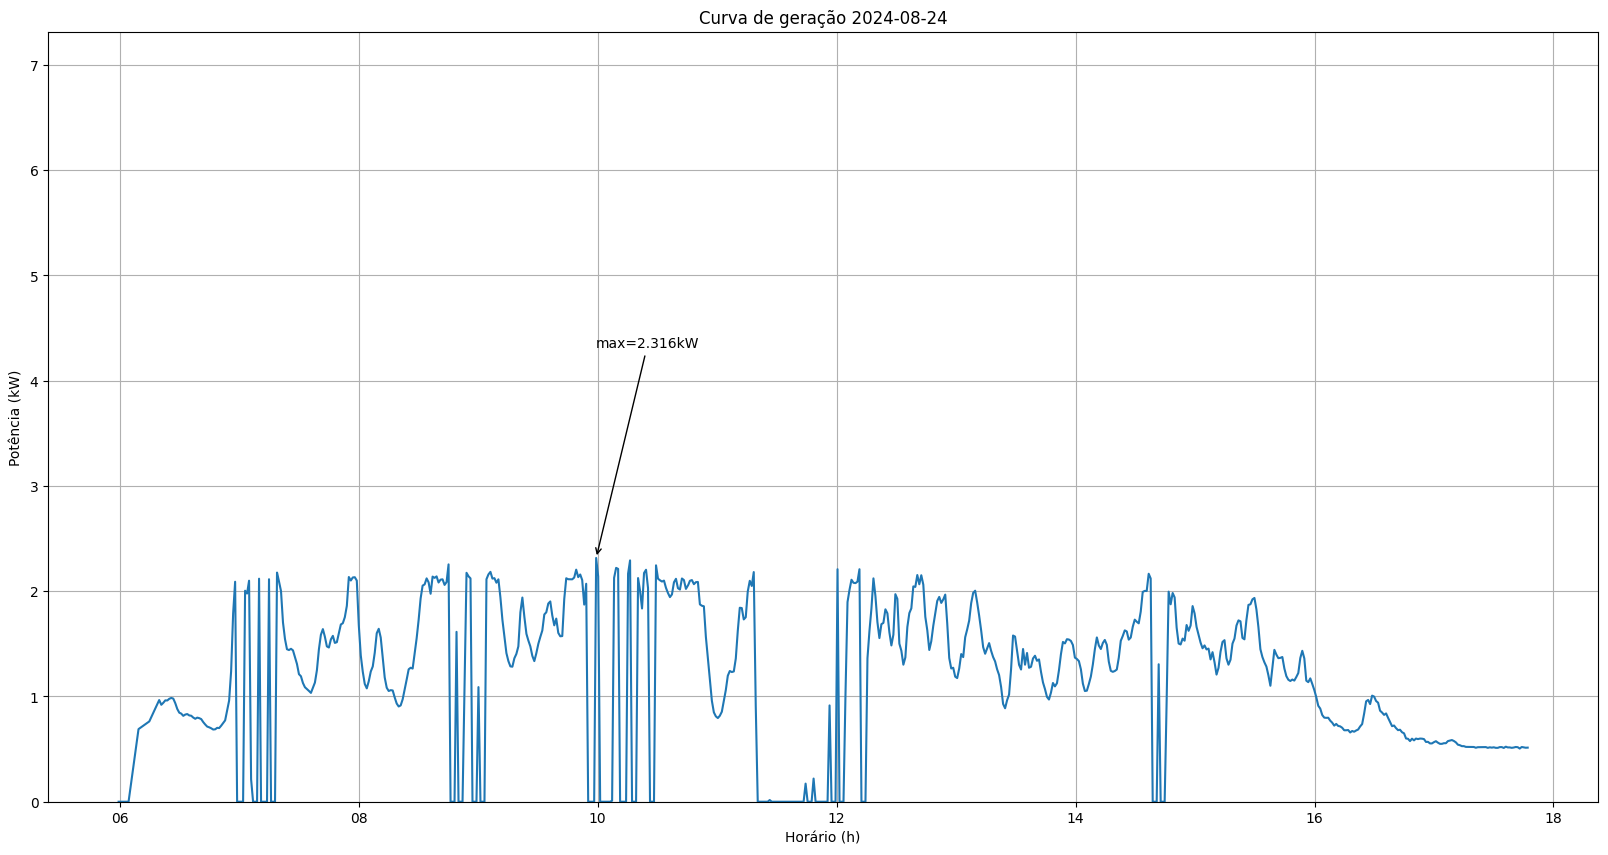 Curva de geração 2024-08-24
7
6
5
4
3
2
1
0
Potência (kW)
max=2.316kW
06 08 10 12 14 16 18
Horário (h)